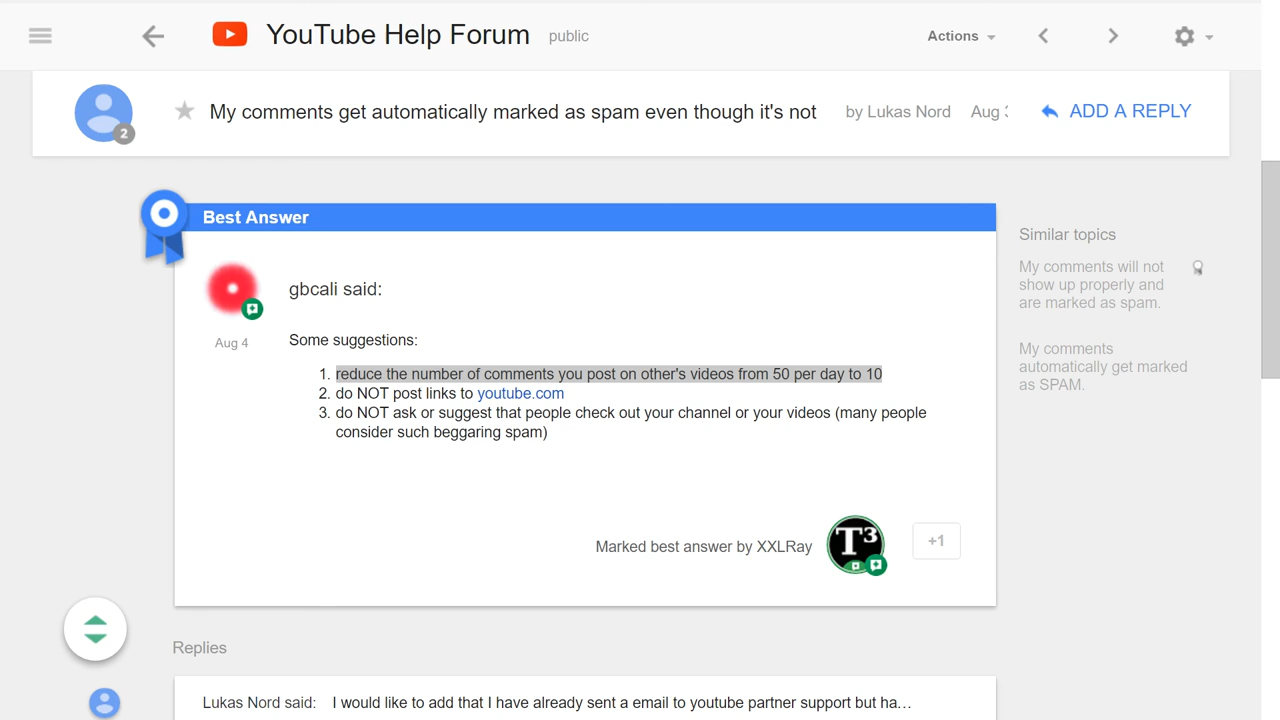 YouTube Help Forum public
Actions
2
My comments get automatically marked as spam even though it's not by Lukas Nord Aug
ADD A REPLY
Best Answer
gbcali said:
Aug 4
Some suggestions:
1. reduce the number of comments you post on other's videos from 50 per day to 10
2. do NOT post links to youtube.com
3. do NOT ask or suggest that people check out your channel or your videos (many people
consider such beggaring spam)
Marked best answer by XXLRay
T3
+1
Similar topics
My comments will not
show up properly and
are marked as spam.
My comments
automatically get marked
as SPAM.
Replies
Lukas Nord said: I would like to add that I have already sent a email to youtube partner support but ha...